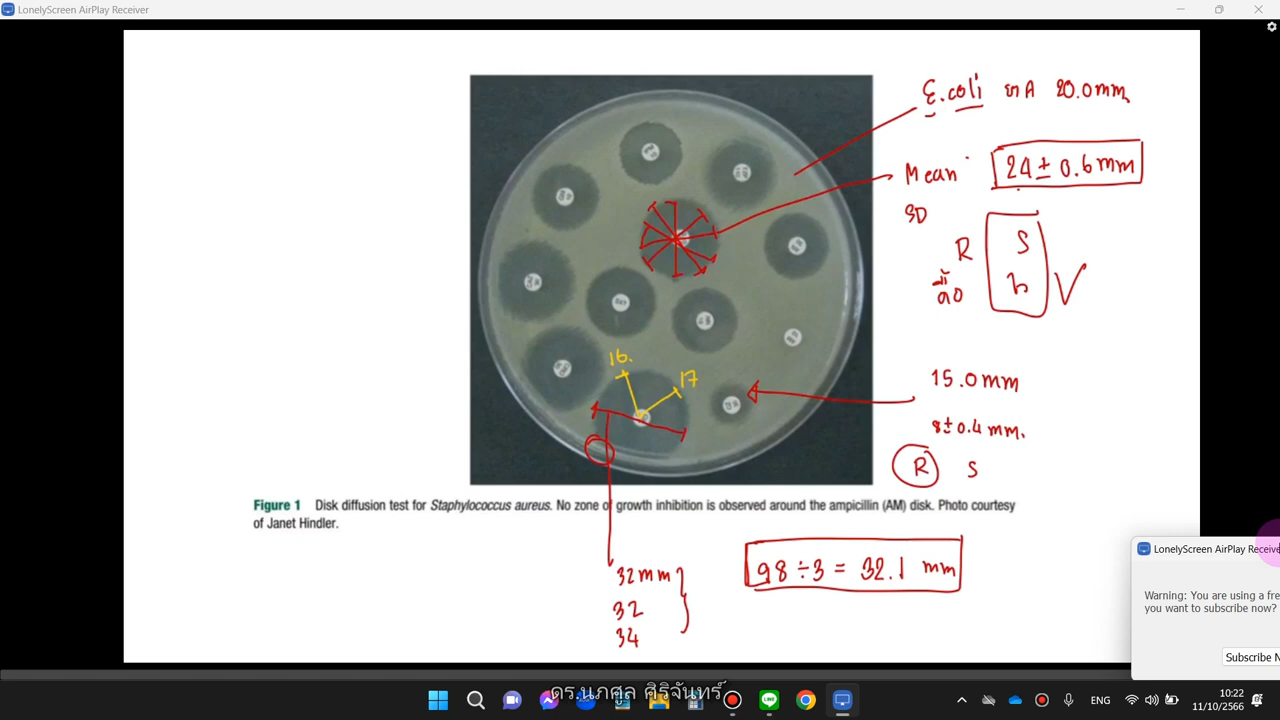 LonelyScreen AirPlay Receiver
E.coli ยา A 20.0 mm
Mean 24 ± 0.6 mm
SD
R S
ดื้อ
16.
17
15.0 mm
8 ± 0.4 mm.
R S
Figure 1 Disk diffusion test for Staphylococcus aureus. No zone of growth inhibition is observed around the ampicillin (AM) disk. Photo courtesy
of Janet Hindler.
98 ÷ 3 = 32.1 mm
32 mm
32
34
LonelyScreen AirPlay Receive
Warning: You are using a fre
you want to subscribe now?
Subscribe N
ดร.นภศูล ศิริจันทร์
ENG
10:22
11/10/2566